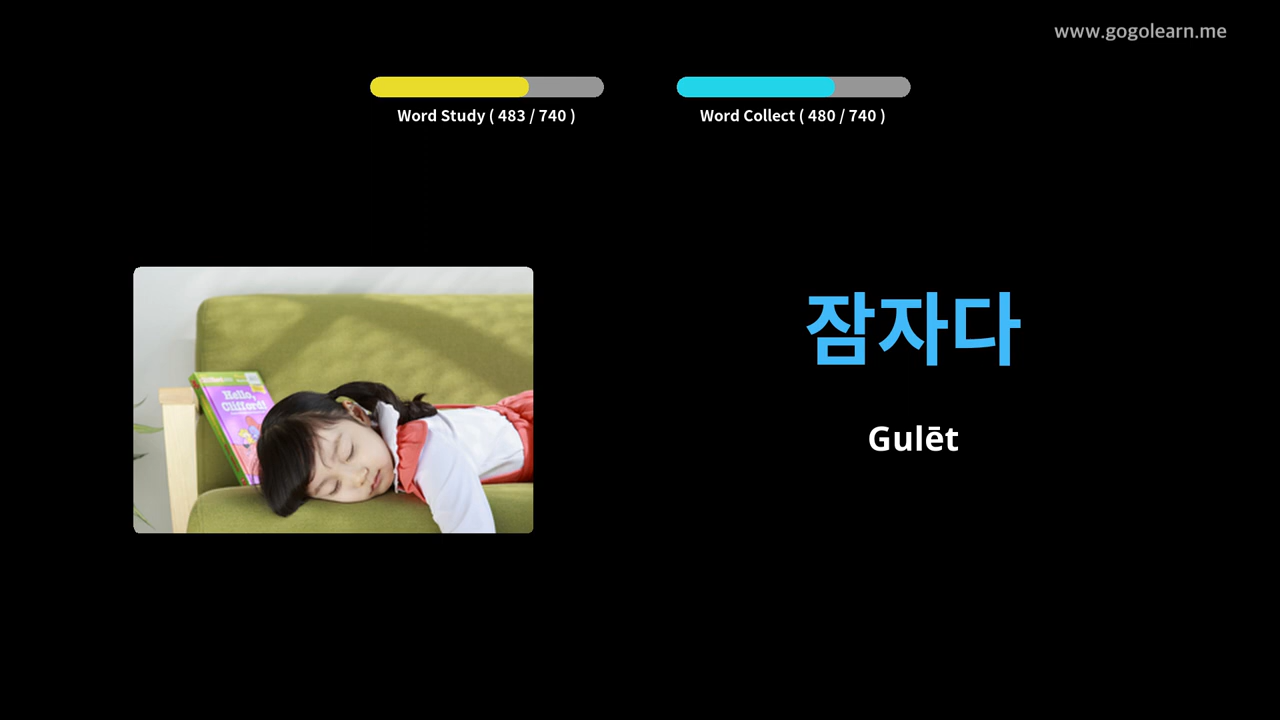 www.gogolearn.me
Word Study ( 483 / 740 )
Word Collect ( 480 / 740 )
Hello,
Clifford!
잠자다
Gulēt